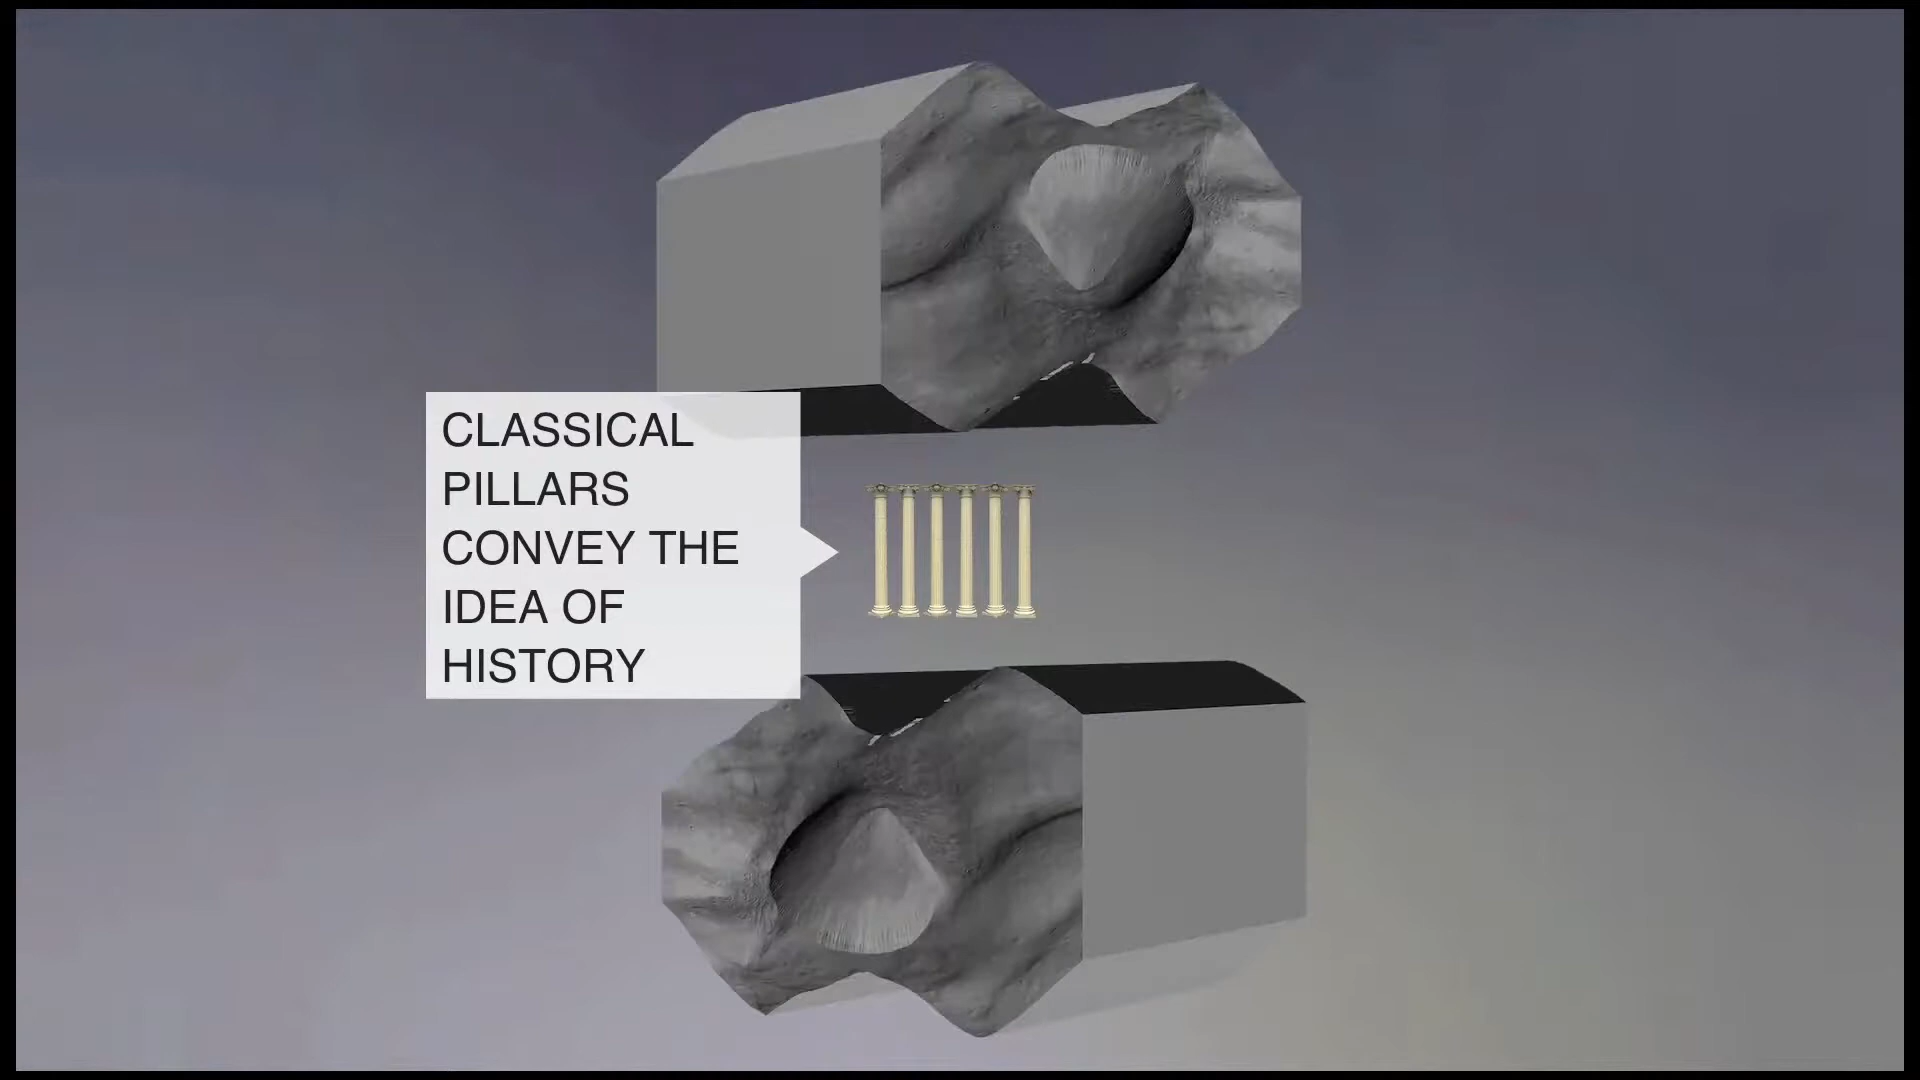 CLASSICAL
PILLARS
CONVEY THE
IDEA OF
HISTORY